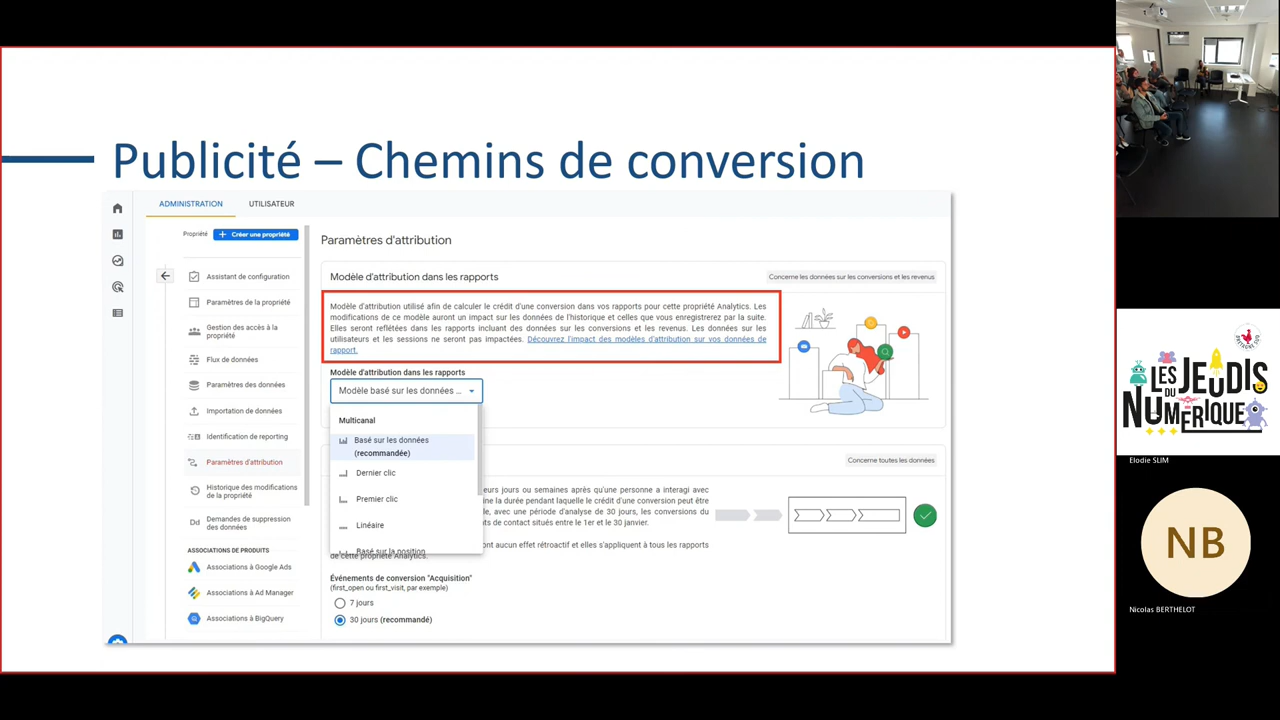 Publicité – Chemins de conversion
ADMINISTRATION
UTILISATEUR
Propriété
+ Créer une propriété
Assistant de configuration
Paramètres de la propriété
Gestion des accès à la
propriété
Flux de données
Paramètres des données
Importation de données
Identification de reporting
Paramètres d'attribution
Historique des modifications
de la propriété
Dd
Demandes de suppression
des données
ASSOCIATIONS DE PRODUITS
Associations à Google Ads
Associations à Ad Manager
Associations à BigQuery
Paramètres d'attribution
Modèle d'attribution dans les rapports
Concerne les données sur les conversions et les revenus
Modèle d'attribution utilisé afin de calculer le crédit d'une conversion dans vos rapports pour cette propriété Analytics. Les
modifications de ce modèle auront un impact sur les données de l'historique et celles que vous enregistrerez par la suite.
Elles seront reflétées dans les rapports incluant des données sur les conversions et les revenus. Les données sur les
utilisateurs et les sessions ne seront pas impactées. Découvrez l'impact des modèles d'attribution sur vos données de
rapport.
Modèle d'attribution dans les rapports
Modèle basé sur les données ...
Multicanal
Basé sur les données
(recommandée)
Dernier clic
Premier clic
Linéaire
Basé sur la position
Concerne toutes les données
eurs jours ou semaines après qu'une personne a interagi avec
ine la durée pendant laquelle le crédit d'une conversion peut être
le, avec une période d'analyse de 30 jours, les conversions du
nts de contact situés entre le 1er et le 30 janvier.
ont aucun effet rétroactif et elles s'appliquent à tous les rapports
de cette propriété Analytics.
Événements de conversion "Acquisition"
(first_open ou first_visit, par exemple)
7 jours
30 jours (recommandé)
LES JEUDIS
DU
NUMÉRIQUE
Elodie SLIM
NB
Nicolas BERTHELOT